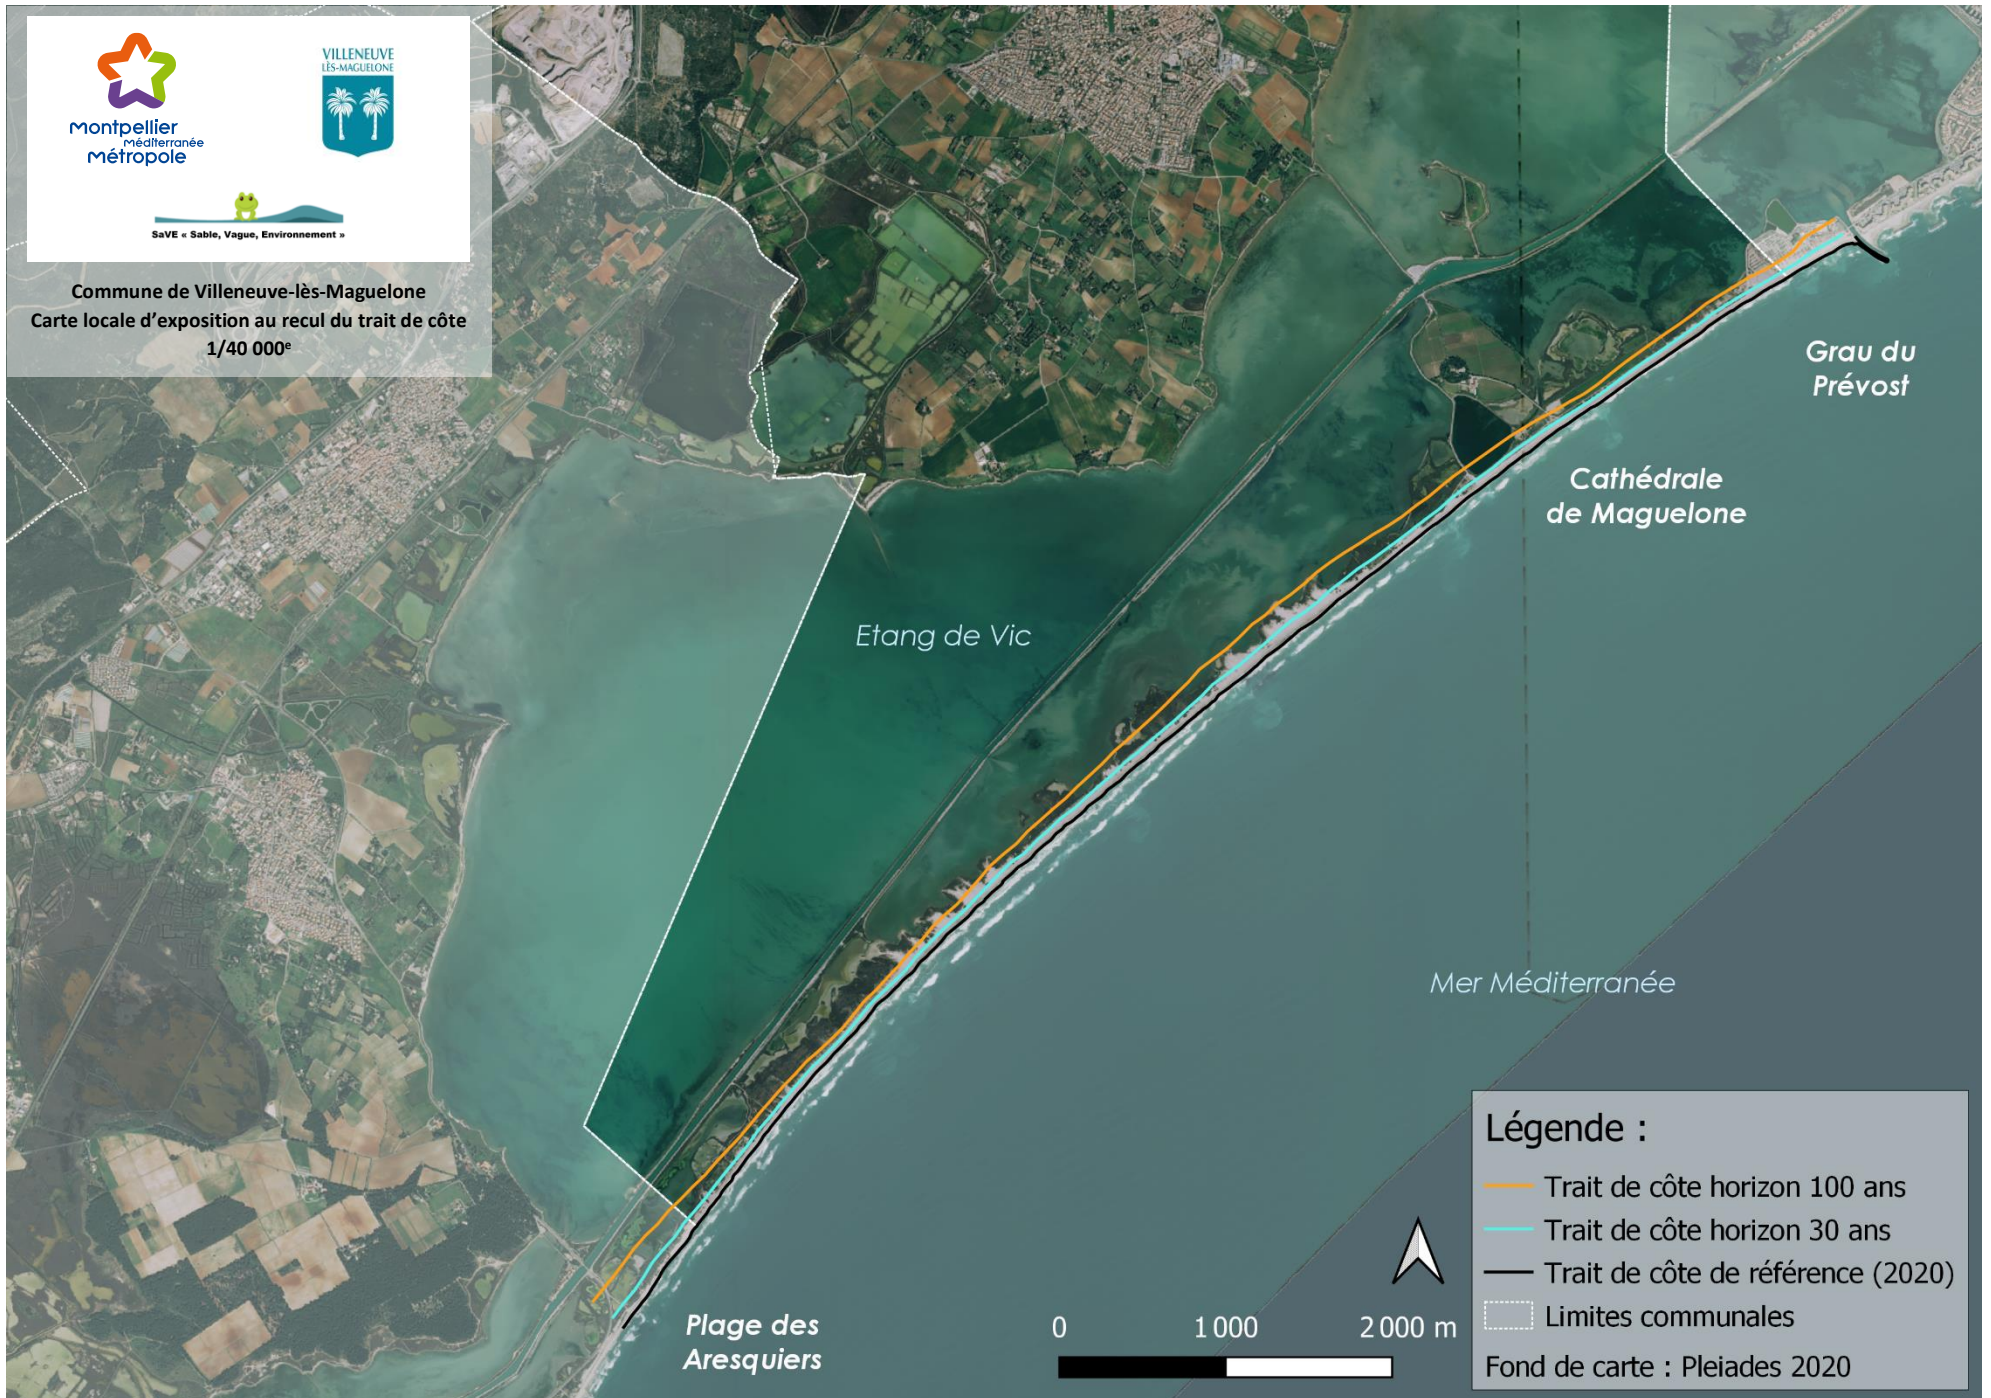 montpellier
méditerranée
métropole
VILLENEUVE
LÈS-MAGUELONE
SaVE « Sable, Vague, Environnement »
Commune de Villeneuve-lès-Maguelone
Carte locale d'exposition au recul du trait de côte
1/40 000e
Grau du
Prévost
Cathédrale
de Maguelone
Etang de Vic
Mer Méditerranée
Plage des
Aresquiers
0 1 000 2 000 m
Légende :
Trait de côte horizon 100 ans
Trait de côte horizon 30 ans
Trait de côte de référence (2020)
Limites communales
Fond de carte : Pleiades 2020